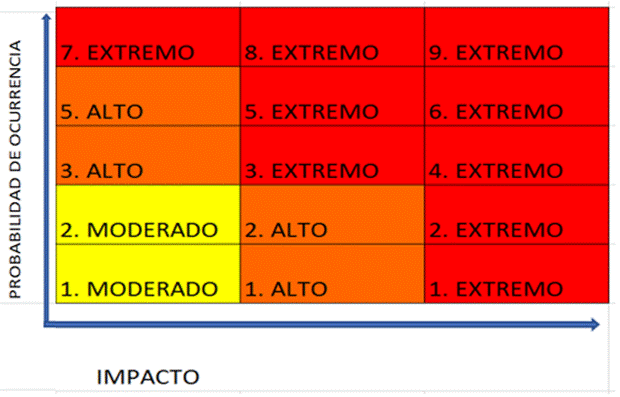 PROBABILIDAD DE OCURRENCIA
7. EXTREMO 8. EXTREMO 9. EXTREMO
5. ALTO 5. EXTREMO 6. EXTREMO
3. ALTO 3. EXTREMO 4. EXTREMO
2. MODERADO 2. ALTO 2. EXTREMO
1. MODERADO 1. ALTO 1. EXTREMO
IMPACTO